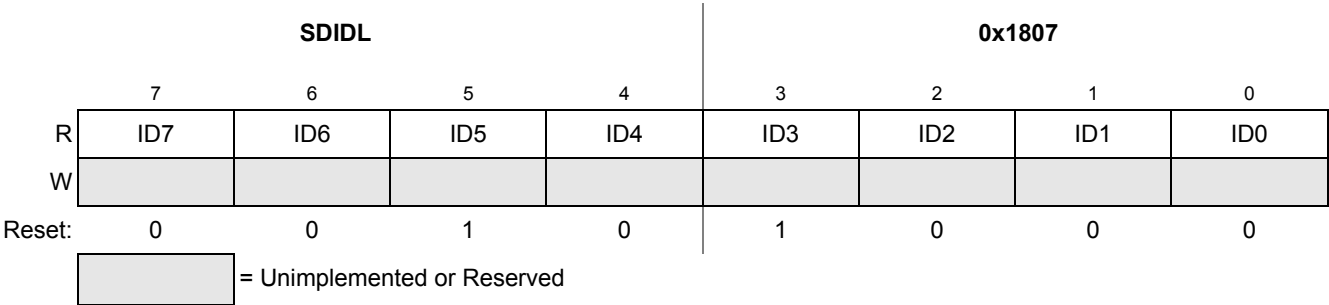 SDIDL 0x1807
7 6 5 4 3 2 1 0
R ID7 ID6 ID5 ID4 ID3 ID2 ID1 ID0
W
Reset: 0 0 1 0 1 0 0 0
= Unimplemented or Reserved